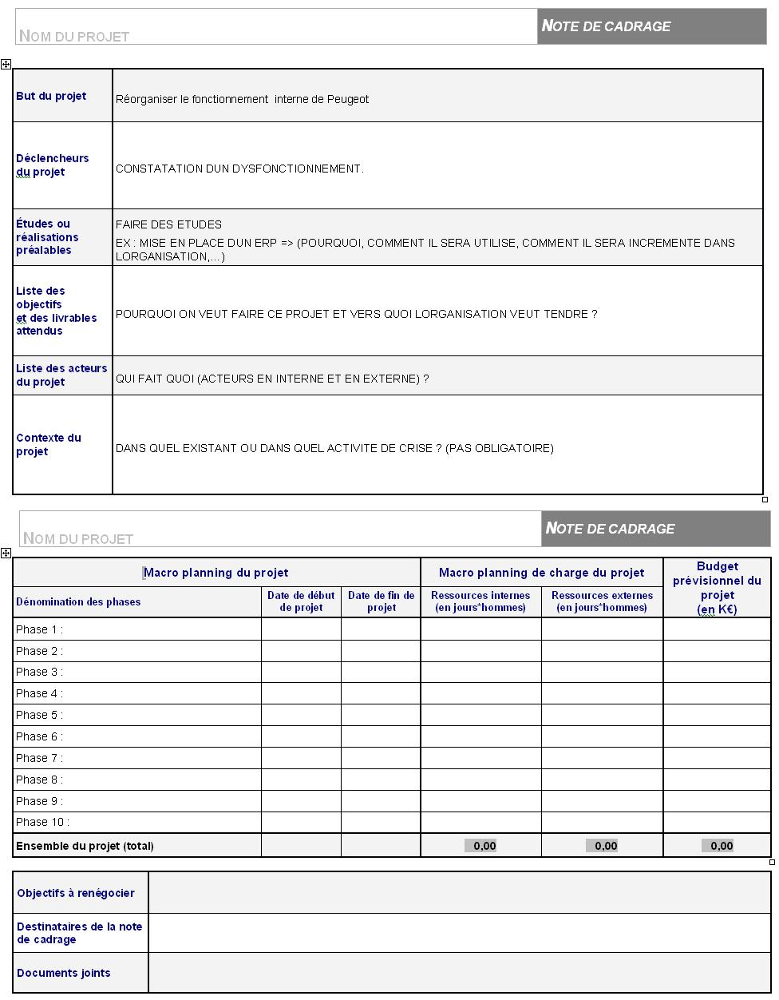 NOM DU PROJET
NOTE DE CADRAGE
But du projet
Réorganiser le fonctionnement  interne de Peugeot
Déclencheurs
du projet
CONSTATATION DUN DYSFONCTIONNEMENT.
Études ou
réalisations
préalables
FAIRE DES ETUDES
EX : MISE EN PLACE DUN ERP => (POURQUOI, COMMENT IL SERA UTILISE, COMMENT IL SERA INCREMENTE DANS
LORGANISATION,…)
Liste des
objectifs
et des livrables
attendus
POURQUOI ON VEUT FAIRE CE PROJET ET VERS QUOI LORGANISATION VEUT TENDRE ?
Liste des acteurs
du projet
QUI FAIT QUOI (ACTEURS EN INTERNE ET EN EXTERNE) ?
Contexte du
projet
DANS QUEL EXISTANT OU DANS QUEL ACTIVITE DE CRISE ? (PAS OBLIGATOIRE)
NOM DU PROJET
NOTE DE CADRAGE
Macro planning du projet
Macro planning de charge du projet
Budget
prévisionnel du
projet
(en K€)
Dénomination des phases
Date de début
de projet
Date de fin de
projet
Ressources internes
(en jours*hommes)
Ressources externes
(en jours*hommes)
Phase 1 :
Phase 2 :
Phase 3 :
Phase 4 :
Phase 5 :
Phase 6 :
Phase 7 :
Phase 8 :
Phase 9 :
Phase 10 :
Ensemble du projet (total)
0,00
0,00
0,00
Objectifs à renégocier
Destinataires de la note
de cadrage
Documents joints